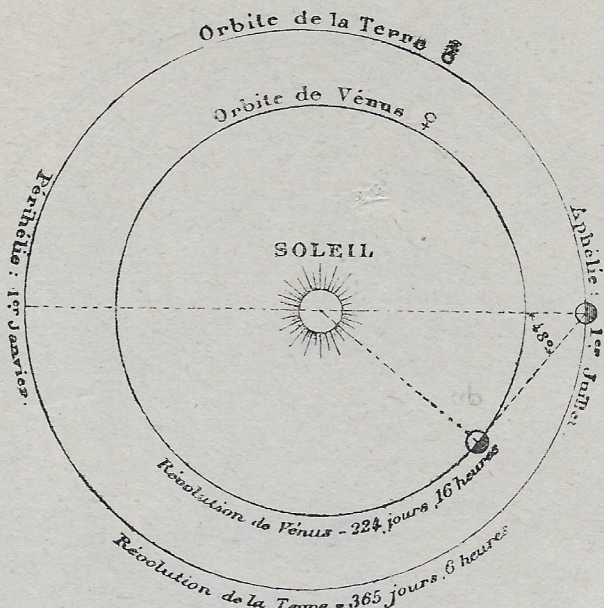 Orbite de la Terre
Orbite de Vénus ♀
SOLEIL
Périhélie : 1er Janvier.
Aphélie : 1er Juillet.
48°
Révolution de Vénus - 224 jours, 16 heures
Révolution de la Terre = 365 jours, 6 heures